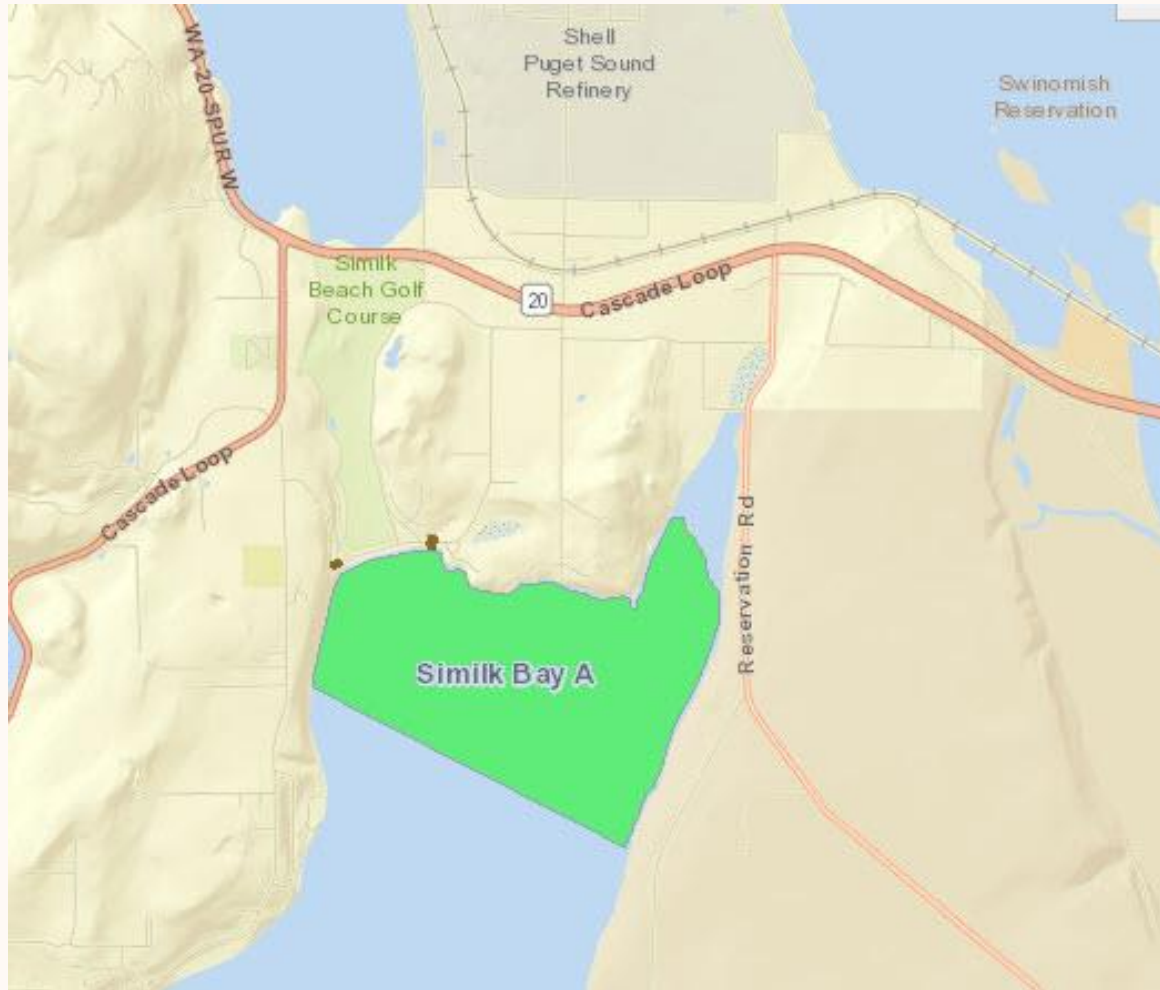 Shell
Puget Sound
Refinery
Swinomish
Reservation
WA-20-SPUR W
Similk
Beach Golf
Course
20
Cascade Loop
Cascade Loop
Reservation Rd
Similk Bay A